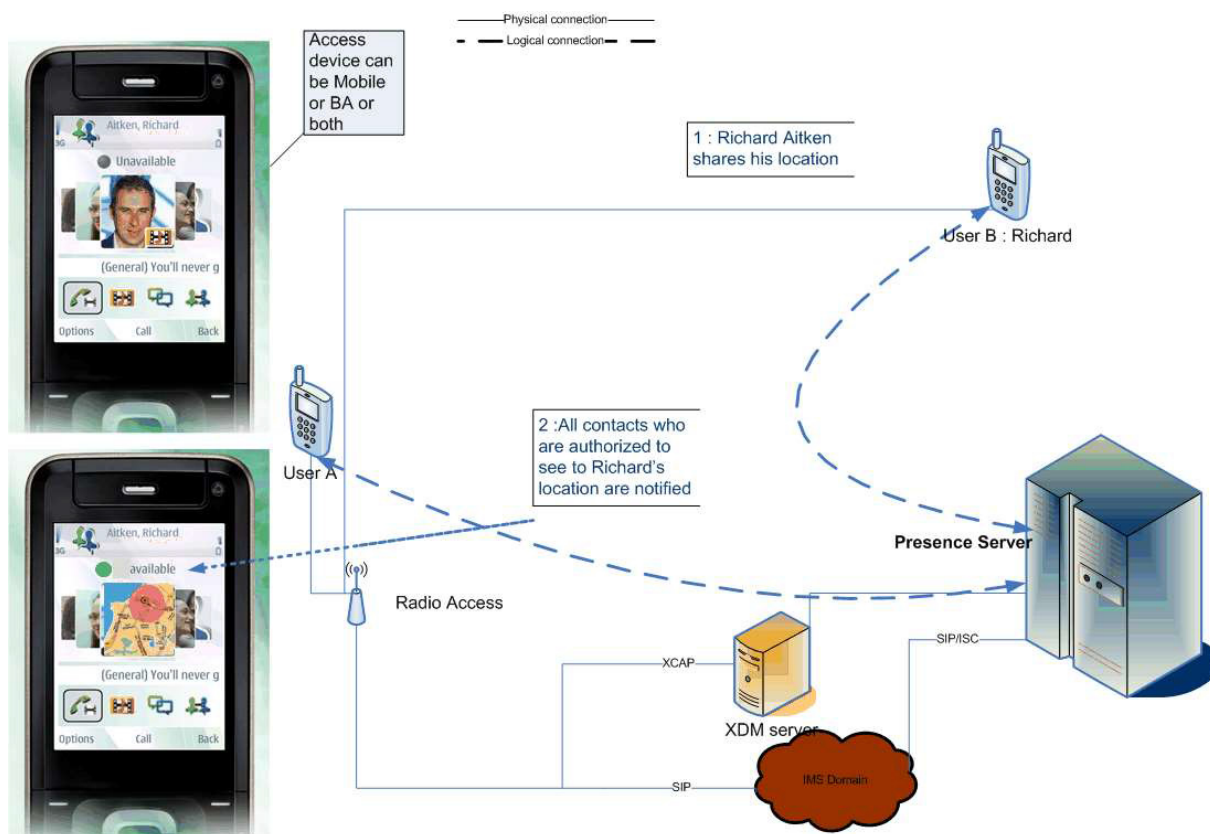 Physical connection
Logical connection
Access
device can
be Mobile
or BA or
both
Aitken, Richard
3G
Unavailable
(General) You'll never g
Options Call Back
1 : Richard Aitken
shares his location
User B : Richard
User A
2 :All contacts who
are authorized to
see to Richard's
location are notified
Presence Server
Aitken, Richard
3G
available
(General) You'll never g
Options Call Back
Radio Access
SIP/ISC
XCAP
XDM server
IMS Domain
SIP